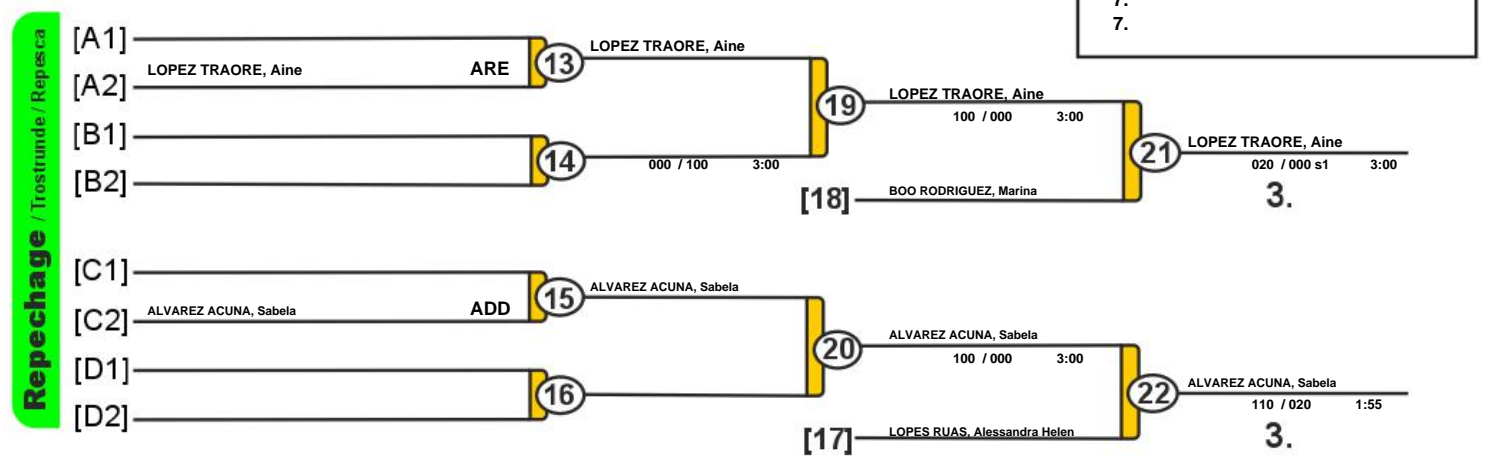 7.
7.
Repechage / Trostrunde / Repesca
[A1]
LOPEZ TRAORE, Aine ARE
[A2]
13
LOPEZ TRAORE, Aine
[B1]
[B2]
14
000 / 100 3:00
19
LOPEZ TRAORE, Aine
100 / 000 3:00
[18]
BOO RODRIGUEZ, Marina
21
LOPEZ TRAORE, Aine
020 / 000 s1 3:00
3.
[C1]
ALVAREZ ACUNA, Sabela ADD
[C2]
15
ALVAREZ ACUNA, Sabela
[D1]
[D2]
16
20
ALVAREZ ACUNA, Sabela
100 / 000 3:00
[17]
LOPES RUAS, Alessandra Helen
22
ALVAREZ ACUNA, Sabela
110 / 020 1:55
3.